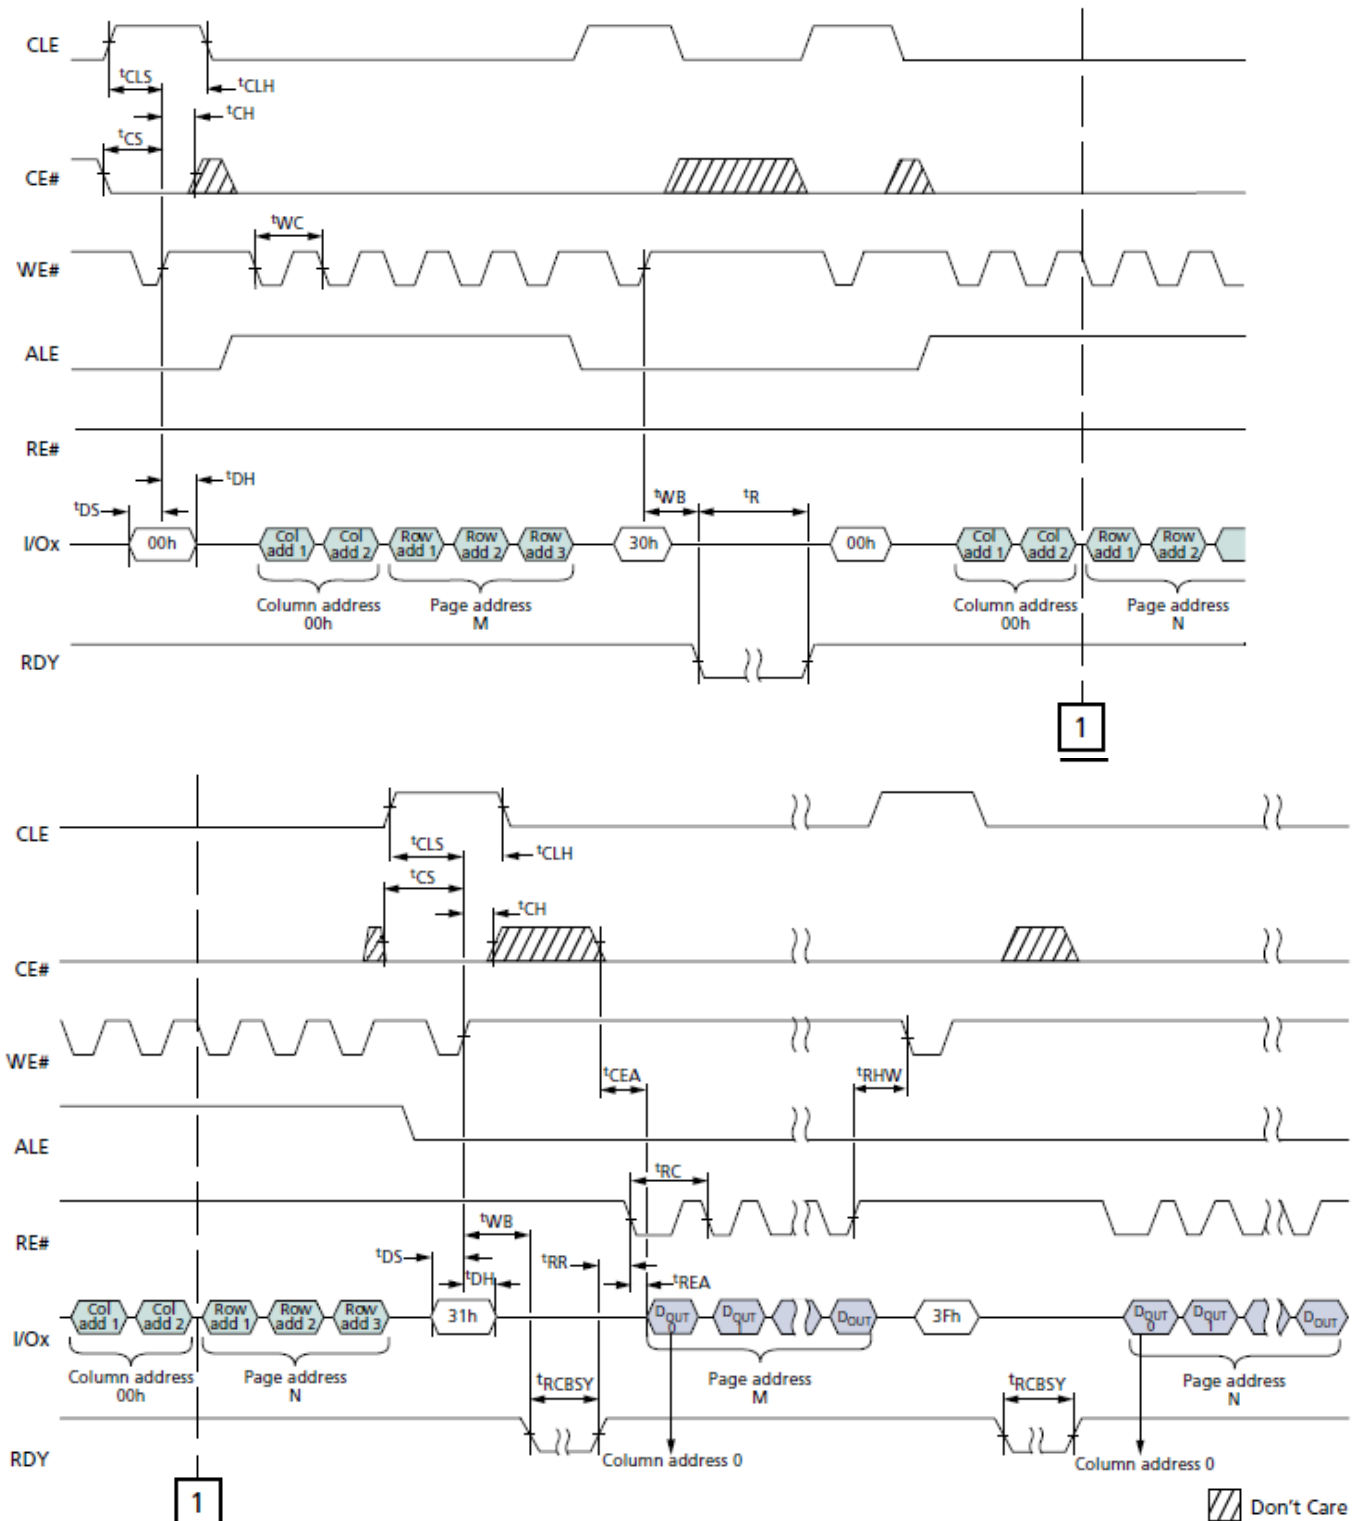 CLE
tCLS
tCLH
tCH
tCS
CE#
tWC
WE#
ALE
RE#
tDH
tDS
tWB
tR
I/Ox
00h
Col add 1
Col add 2
Row add 1
Row add 2
Row add 3
30h
00h
Col add 1
Col add 2
Row add 1
Row add 2
Column address 00h
Page address M
Column address 00h
Page address N
RDY
1
CLE
tCLS
tCLH
tCS
tCH
CE#
WE#
tCEA
tRHW
ALE
tRC
RE#
tWB
tDS
tRR
tDH
tREA
I/Ox
Col add 1
Col add 2
Row add 1
Row add 2
Row add 3
31h
DOUT 0
DOUT 1
DOUT
3Fh
DOUT 0
DOUT 1
DOUT
Column address 00h
Page address N
tRCBSY
Page address M
tRCBSY
Page address N
RDY
Column address 0
Column address 0
1
Don't Care